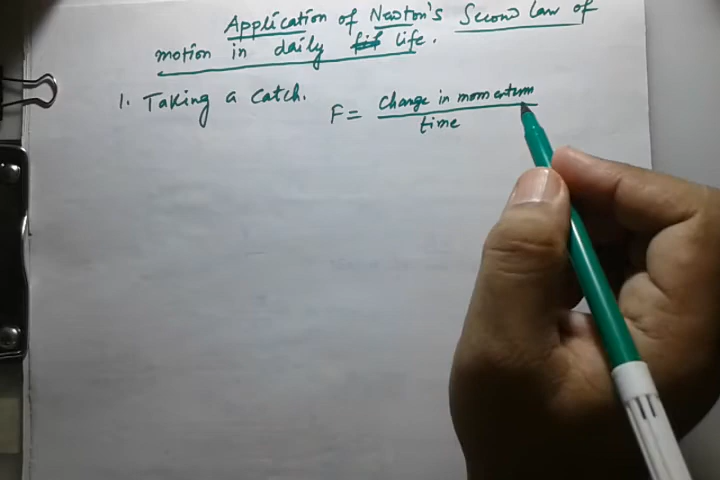 Application of Newton's Second law of
motion in daily life.
1. Taking a catch.
F = Change in momentum
time